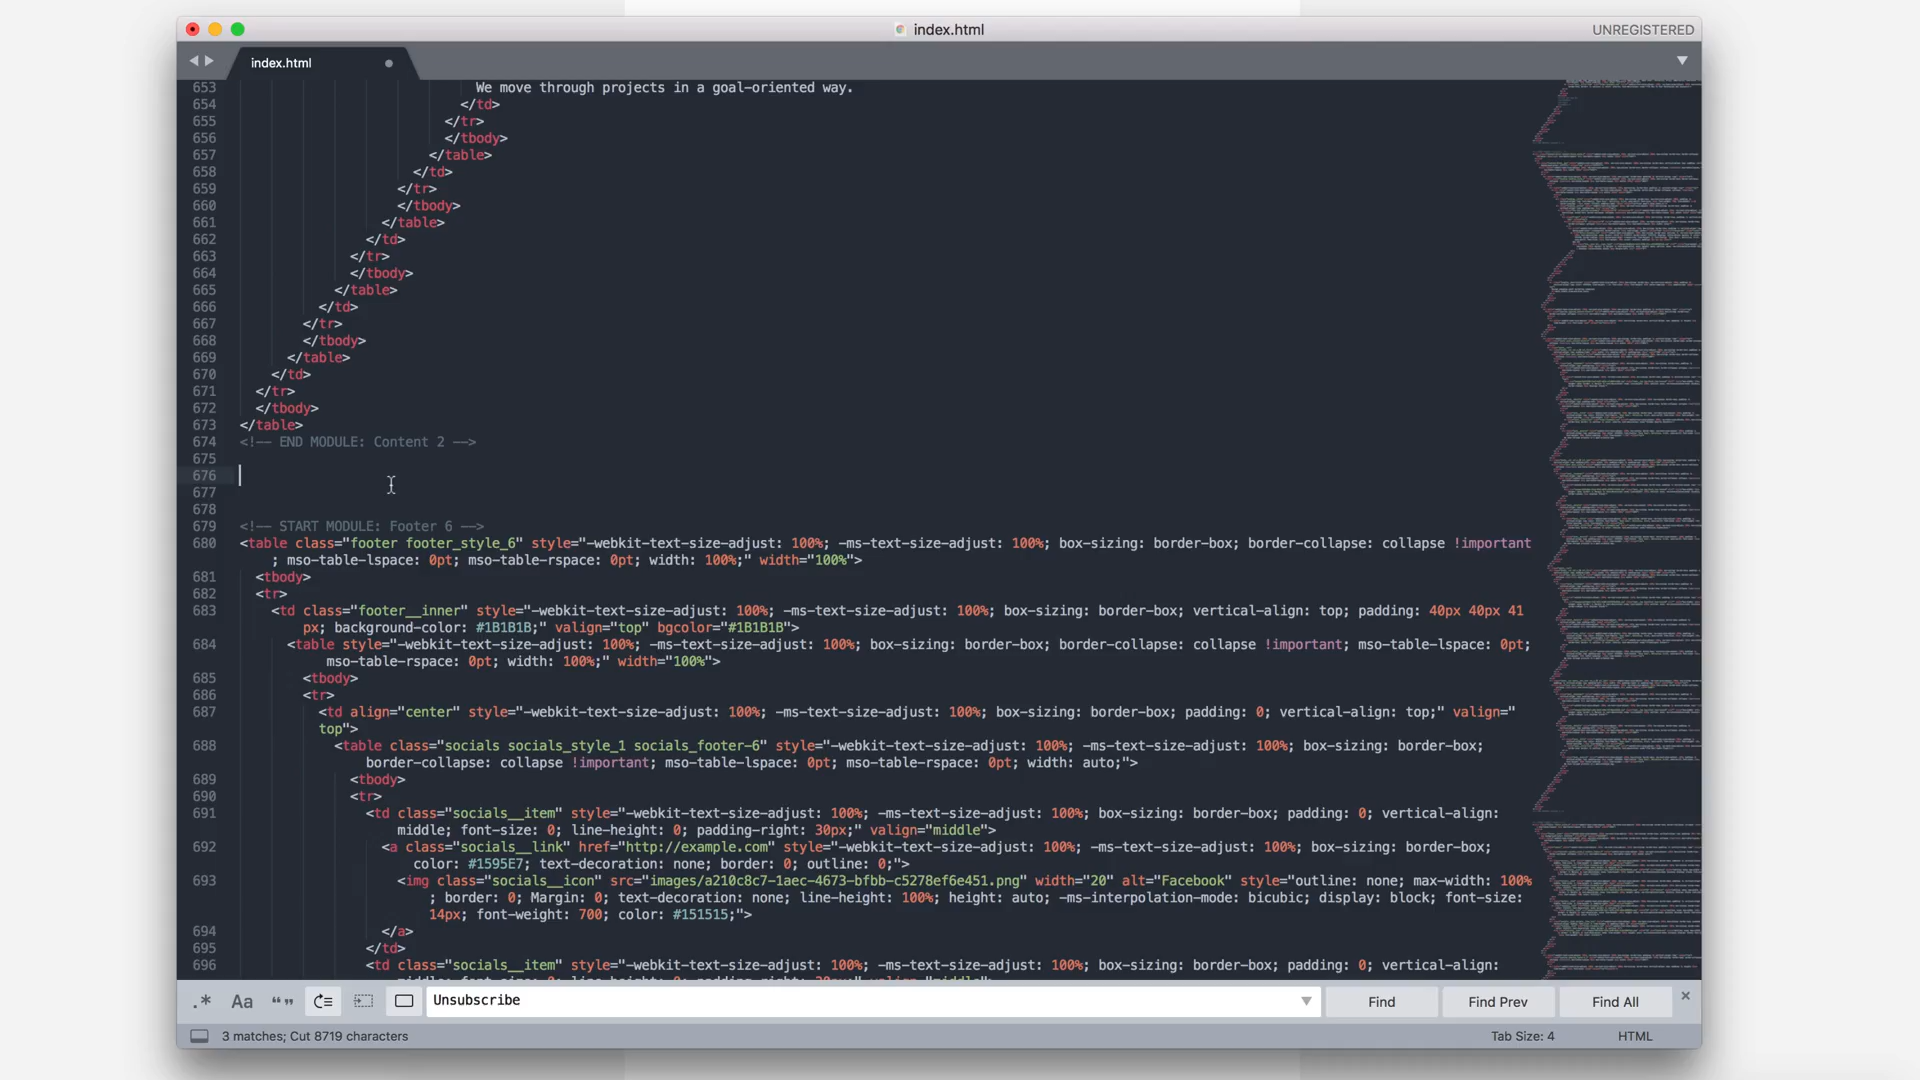 index.html
UNREGISTERED
index.html
653 We move through projects in a goal-oriented way.
654 </td>
655 </tr>
656 </tbody>
657 </table>
658 </td>
659 </tr>
660 </tbody>
661 </table>
662 </td>
663 </tr>
664 </tbody>
665 </table>
666 </td>
667 </tr>
668 </tbody>
669 </table>
670 </td>
671 </tr>
672 </tbody>
673 </table>
674 <!-- END MODULE: Content 2 -->
675
676
677
678
679 <!-- START MODULE: Footer 6 -->
680 <table class="footer footer_style_6" style="-webkit-text-size-adjust: 100%; -ms-text-size-adjust: 100%; box-sizing: border-box; border-collapse: collapse !important
; mso-table-lspace: 0pt; mso-table-rspace: 0pt; width: 100%;" width="100%">
681 <tbody>
682 <tr>
683 <td class="footer__inner" style="-webkit-text-size-adjust: 100%; -ms-text-size-adjust: 100%; box-sizing: border-box; vertical-align: top; padding: 40px 40px 41
px; background-color: #1B1B1B;" valign="top" bgcolor="#1B1B1B">
684 <table style="-webkit-text-size-adjust: 100%; -ms-text-size-adjust: 100%; box-sizing: border-box; border-collapse: collapse !important; mso-table-lspace: 0pt;
mso-table-rspace: 0pt; width: 100%;" width="100%">
685 <tbody>
686 <tr>
687 <td align="center" style="-webkit-text-size-adjust: 100%; -ms-text-size-adjust: 100%; box-sizing: border-box; padding: 0; vertical-align: top;" valign="
top">
688 <table class="socials socials_style_1 socials_footer-6" style="-webkit-text-size-adjust: 100%; -ms-text-size-adjust: 100%; box-sizing: border-box;
border-collapse: collapse !important; mso-table-lspace: 0pt; mso-table-rspace: 0pt; width: auto;">
689 <tbody>
690 <tr>
691 <td class="socials__item" style="-webkit-text-size-adjust: 100%; -ms-text-size-adjust: 100%; box-sizing: border-box; padding: 0; vertical-align:
middle; font-size: 0; line-height: 0; padding-right: 30px;" valign="middle">
692 <a class="socials__link" href="http://example.com" style="-webkit-text-size-adjust: 100%; -ms-text-size-adjust: 100%; box-sizing: border-box;
color: #1595E7; text-decoration: none; border: 0; outline: 0;">
693 <img class="socials__icon" src="images/a210c8c7-1aec-4673-bfbb-c5278ef6e451.png" width="20" alt="Facebook" style="outline: none; max-width: 100%
; border: 0; Margin: 0; text-decoration: none; line-height: 100%; height: auto; -ms-interpolation-mode: bicubic; display: block; font-size:
14px; font-weight: 700; color: #151515;">
694 </a>
695 </td>
696 <td class="socials__item" style="-webkit-text-size-adjust: 100%; -ms-text-size-adjust: 100%; box-sizing: border-box; padding: 0; vertical-align:
.* Aa “” Unsubscribe Find Find Prev Find All
3 matches; Cut 8719 characters Tab Size: 4 HTML